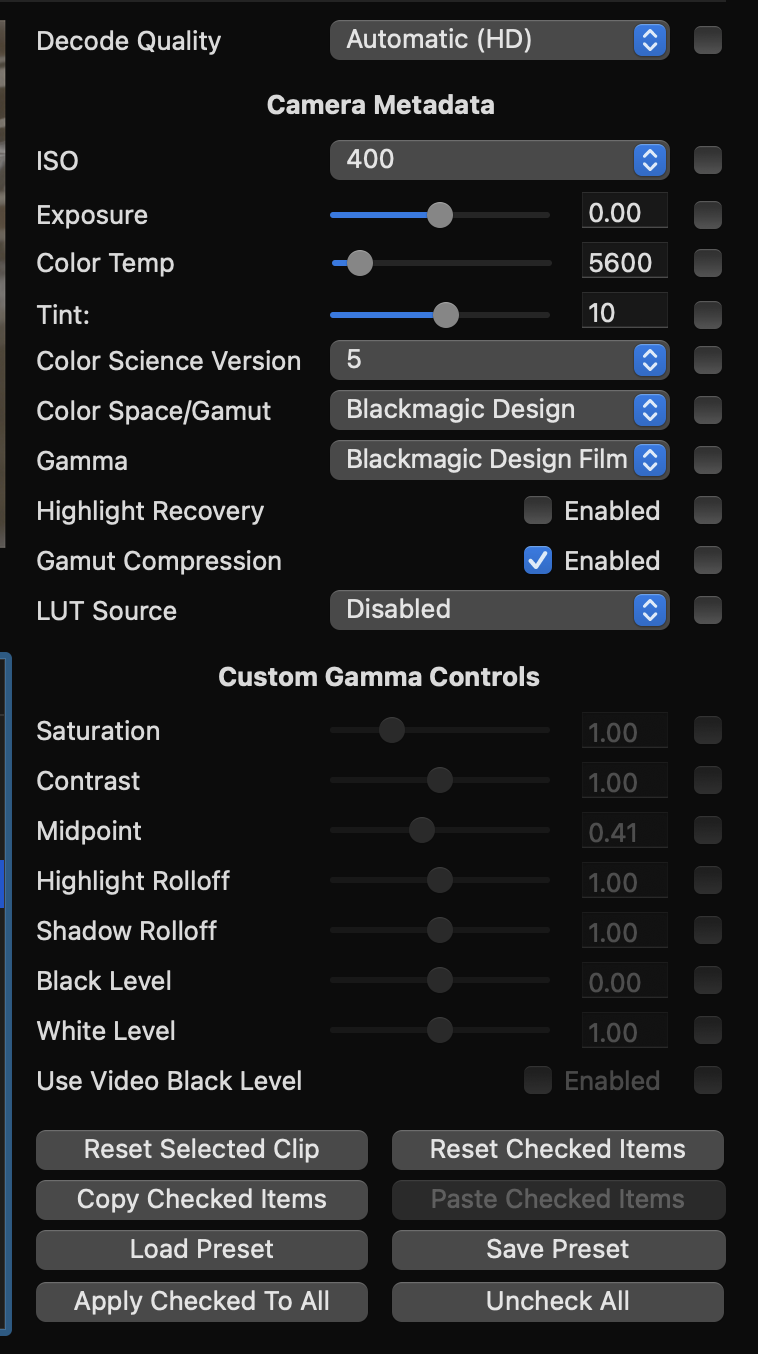 Decode Quality Automatic (HD)
Camera Metadata
ISO 400
Exposure 0.00
Color Temp 5600
Tint: 10
Color Science Version 5
Color Space/Gamut Blackmagic Design
Gamma Blackmagic Design Film
Highlight Recovery Enabled
Gamut Compression Enabled
LUT Source Disabled
Custom Gamma Controls
Saturation 1.00
Contrast 1.00
Midpoint 0.41
Highlight Rolloff 1.00
Shadow Rolloff 1.00
Black Level 0.00
White Level 1.00
Use Video Black Level Enabled
Reset Selected Clip Reset Checked Items
Copy Checked Items Paste Checked Items
Load Preset Save Preset
Apply Checked To All Uncheck All